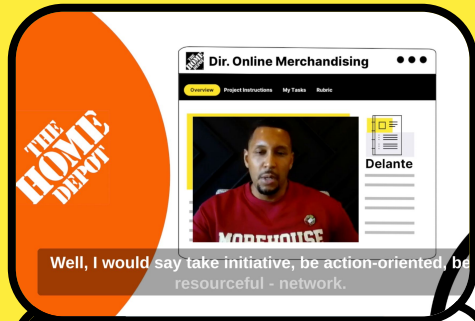 THE
HOME
DEPOT
Dir. Online Merchandising
Overview Project Instructions My Tasks Rubric
Delante
MOREHOUSE
Well, I would say take initiative, be action-oriented, be
resourceful - network.